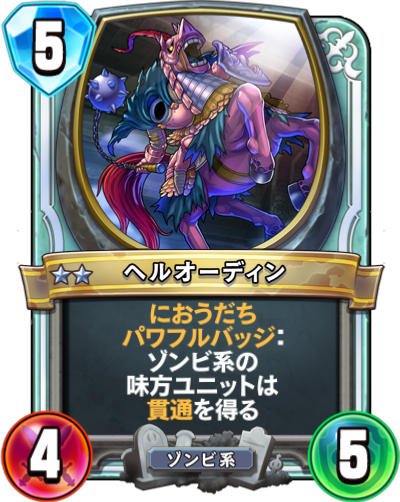 5
ヘルオーディン
におうだち
パワフルバッジ:
ゾンビ系の
味方ユニットは
貫通を得る
4
ゾンビ系
5